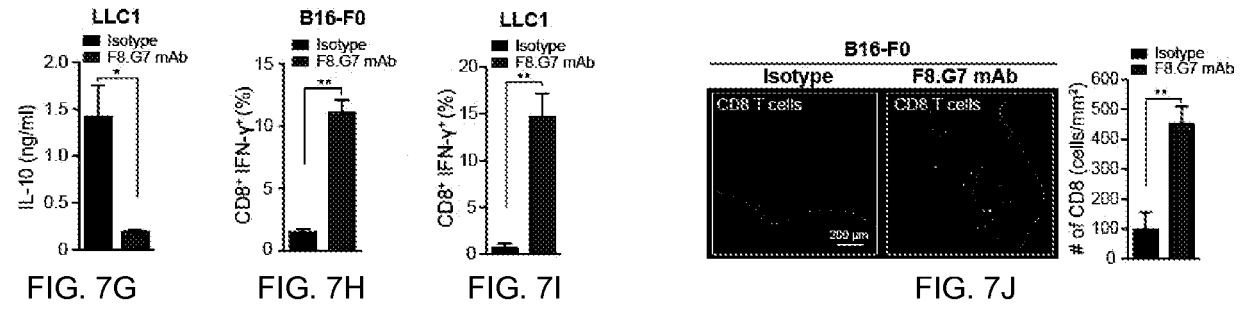 LLC1
Isotype
F8.G7 mAb
*
IL-10 (ng/ml)
2.0
1.5
1.0
0.5
0
FIG. 7G
B16-F0
Isotype
F8.G7 mAb
**
CD8⁺ IFN-γ⁺ (%)
15
10
5
0
FIG. 7H
LLC1
Isotype
F8.G7 mAb
**
CD8⁺ IFN-γ⁺ (%)
20
15
10
5
0
FIG. 7I
B16-F0
Isotype
F8.G7 mAb
CD8 T cells
CD8 T cells
200 µm
Isotype
F8.G7 mAb
**
# of CD8 (cells/mm²)
600
500
400
300
200
100
0
FIG. 7J